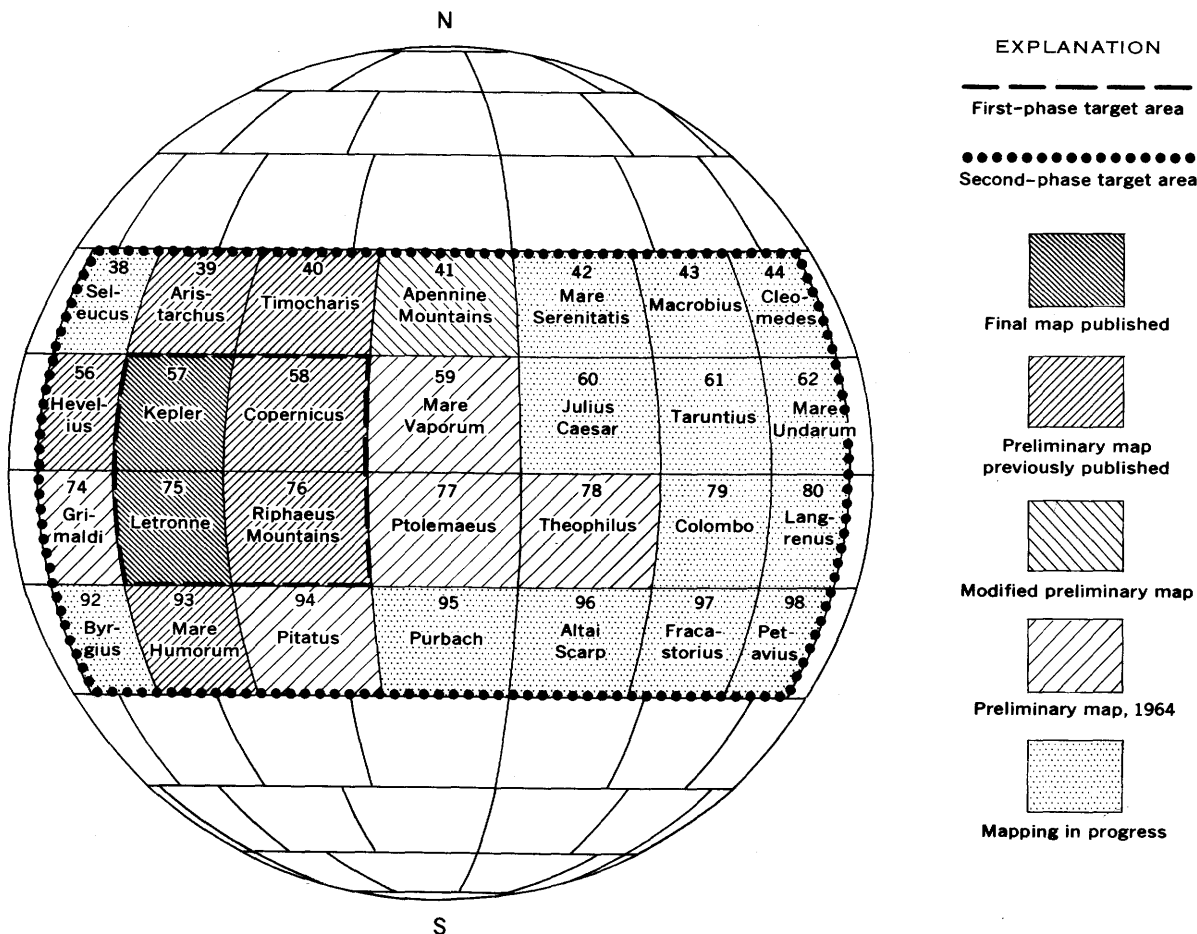 N
38
Sel-
eucus
39
Aris-
tarchus
40
Timocharis
41
Apennine
Mountains
42
Mare
Serenitatis
43
Macrobius
44
Cleo-
medes
56
Hevel-
ius
57
Kepler
58
Copernicus
59
Mare
Vaporum
60
Julius
Caesar
61
Taruntius
62
Mare
Undarum
74
Gri-
maldi
75
Letronne
76
Riphaeus
Mountains
77
Ptolemaeus
78
Theophilus
79
Colombo
80
Lang-
renus
92
Byr-
gius
93
Mare
Humorum
94
Pitatus
95
Purbach
96
Altai
Scarp
97
Fraca-
storius
98
Pet-
avius
S
EXPLANATION
First-phase target area
Second-phase target area
Final map published
Preliminary map
previously published
Modified preliminary map
Preliminary map, 1964
Mapping in progress